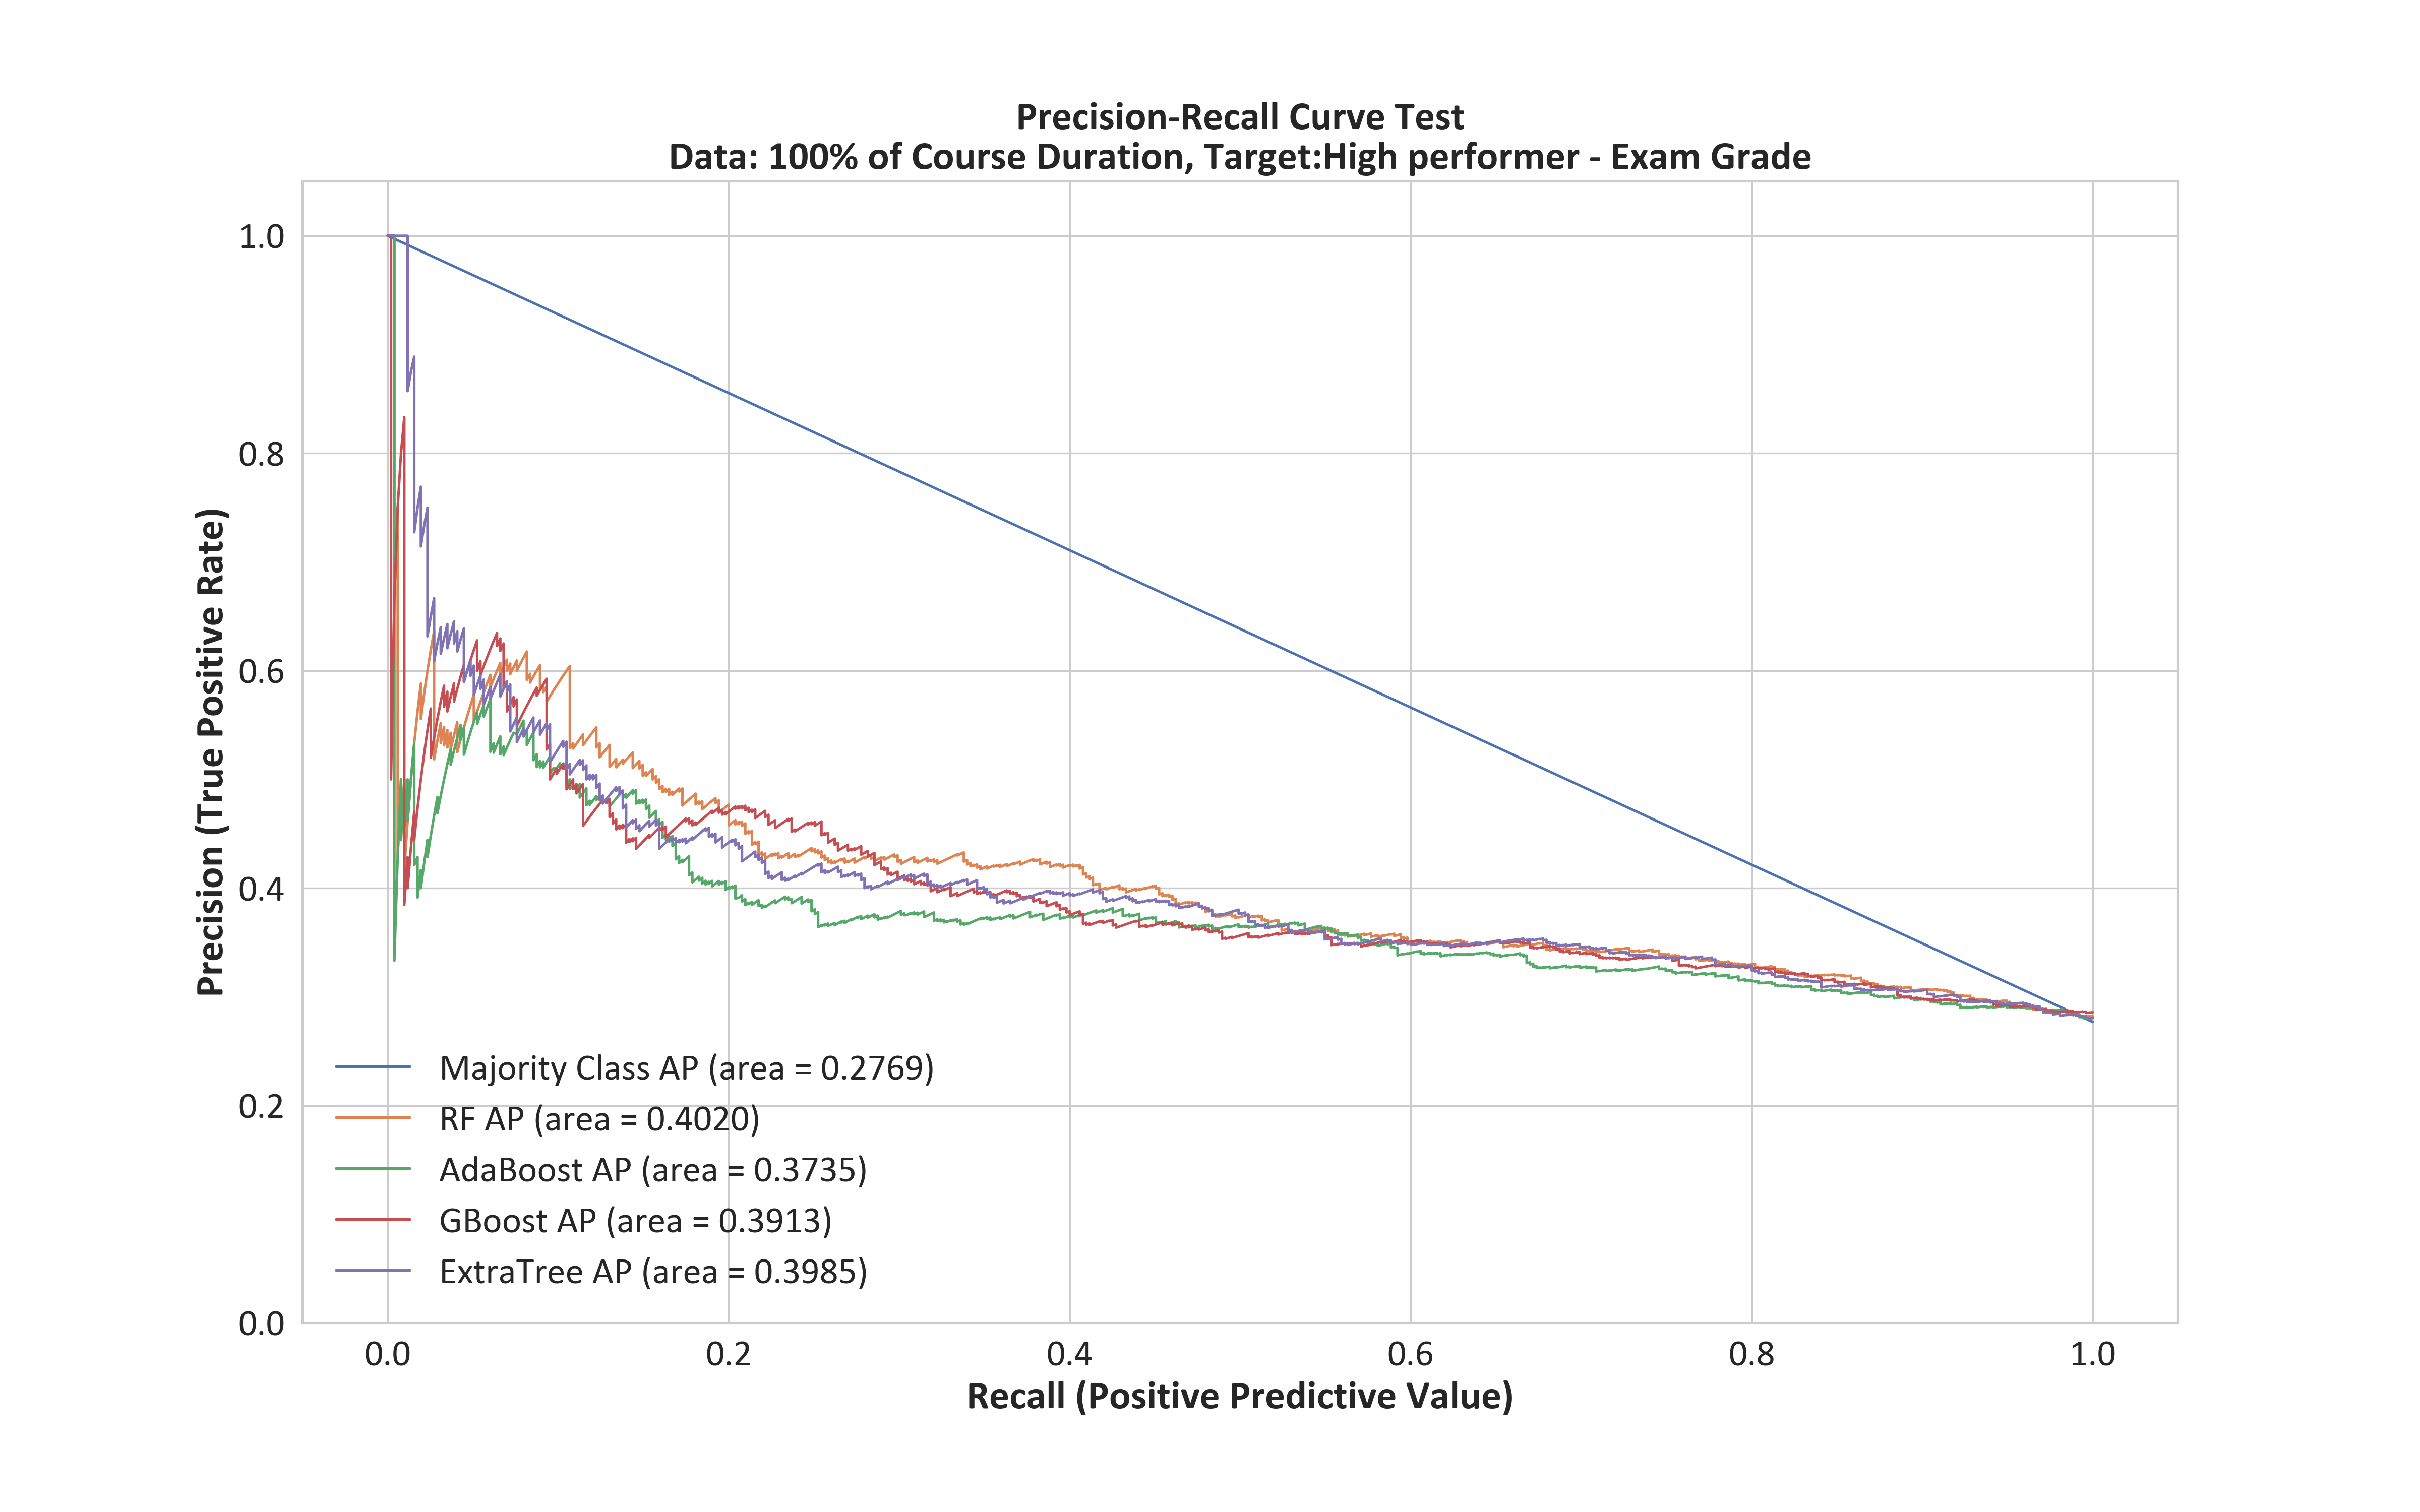 Precision-Recall Curve Test
Data: 100% of Course Duration, Target:High performer - Exam Grade
Precision (True Positive Rate)
1.0
0.8
0.6
0.4
0.2
0.0
Majority Class AP (area = 0.2769)
RF AP (area = 0.4020)
AdaBoost AP (area = 0.3735)
GBoost AP (area = 0.3913)
ExtraTree AP (area = 0.3985)
0.0 0.2 0.4 0.6 0.8 1.0
Recall (Positive Predictive Value)